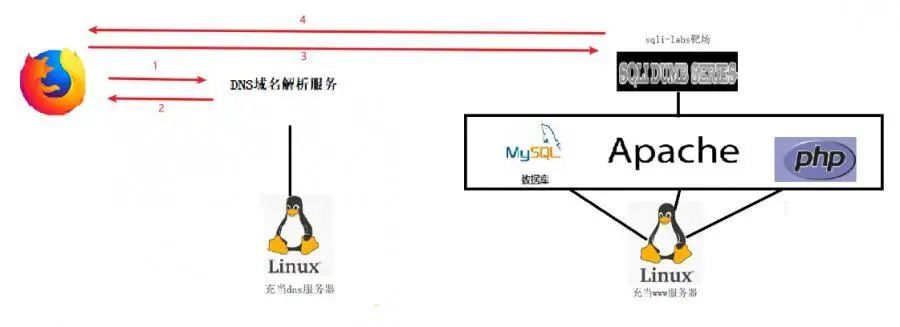 4
3
1
2
DNS域名解析服务
Linux
充当dns服务器
sqli-labs靶场
SQLI DUMB SERIES
MySQL
数据库
Apache
php
Linux
充当www服务器